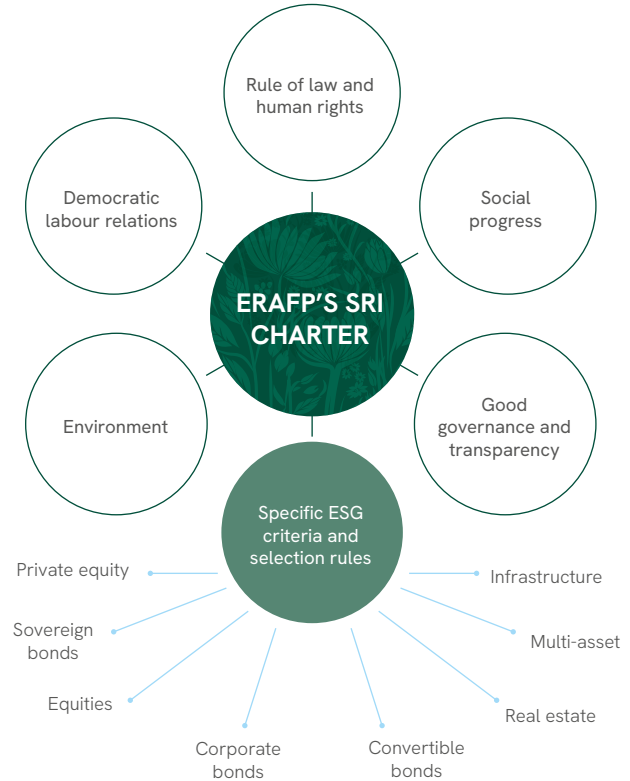 Rule of law and
human rights
Democratic
labour relations
Social
progress
ERAFP’S SRI
CHARTER
Environment
Good
governance and
transparency
Specific ESG
criteria and
selection rules
Private equity
Infrastructure
Sovereign
bonds
Multi-asset
Equities
Real estate
Corporate
bonds
Convertible
bonds